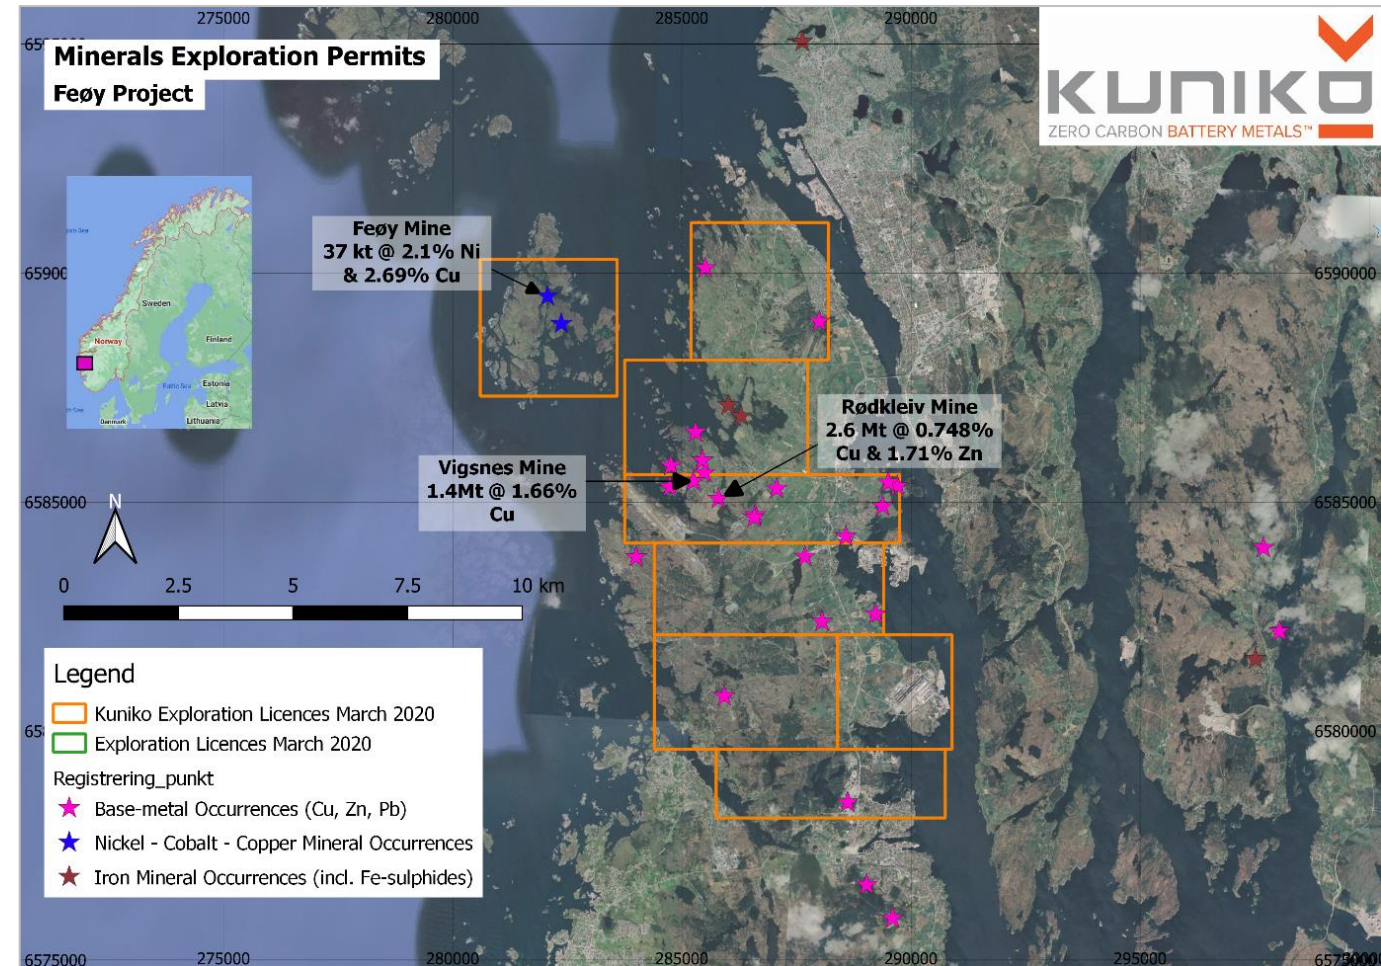 275000 280000 285000 290000
Minerals Exploration Permits
Feøy Project
KUNIKO
ZERO CARBON BATTERY METALS™
Norway
Sweden
Finland
Baltic Sea
Estonia
Latvia
Lithuania
Denmark
Feøy Mine
37 kt @ 2.1% Ni
& 2.69% Cu
6590000
Rødkleiv Mine
2.6 Mt @ 0.748%
Cu & 1.71% Zn
Vigsnes Mine
1.4Mt @ 1.66%
Cu
6585000
6585000
N
0 2.5 5 7.5 10 km
Legend
Kuniko Exploration Licences March 2020
Exploration Licences March 2020
Registrering_punkt
Base-metal Occurrences (Cu, Zn, Pb)
Nickel - Cobalt - Copper Mineral Occurrences
Iron Mineral Occurrences (incl. Fe-sulphides)
6580000
6575000 275000 280000 285000 290000 295000